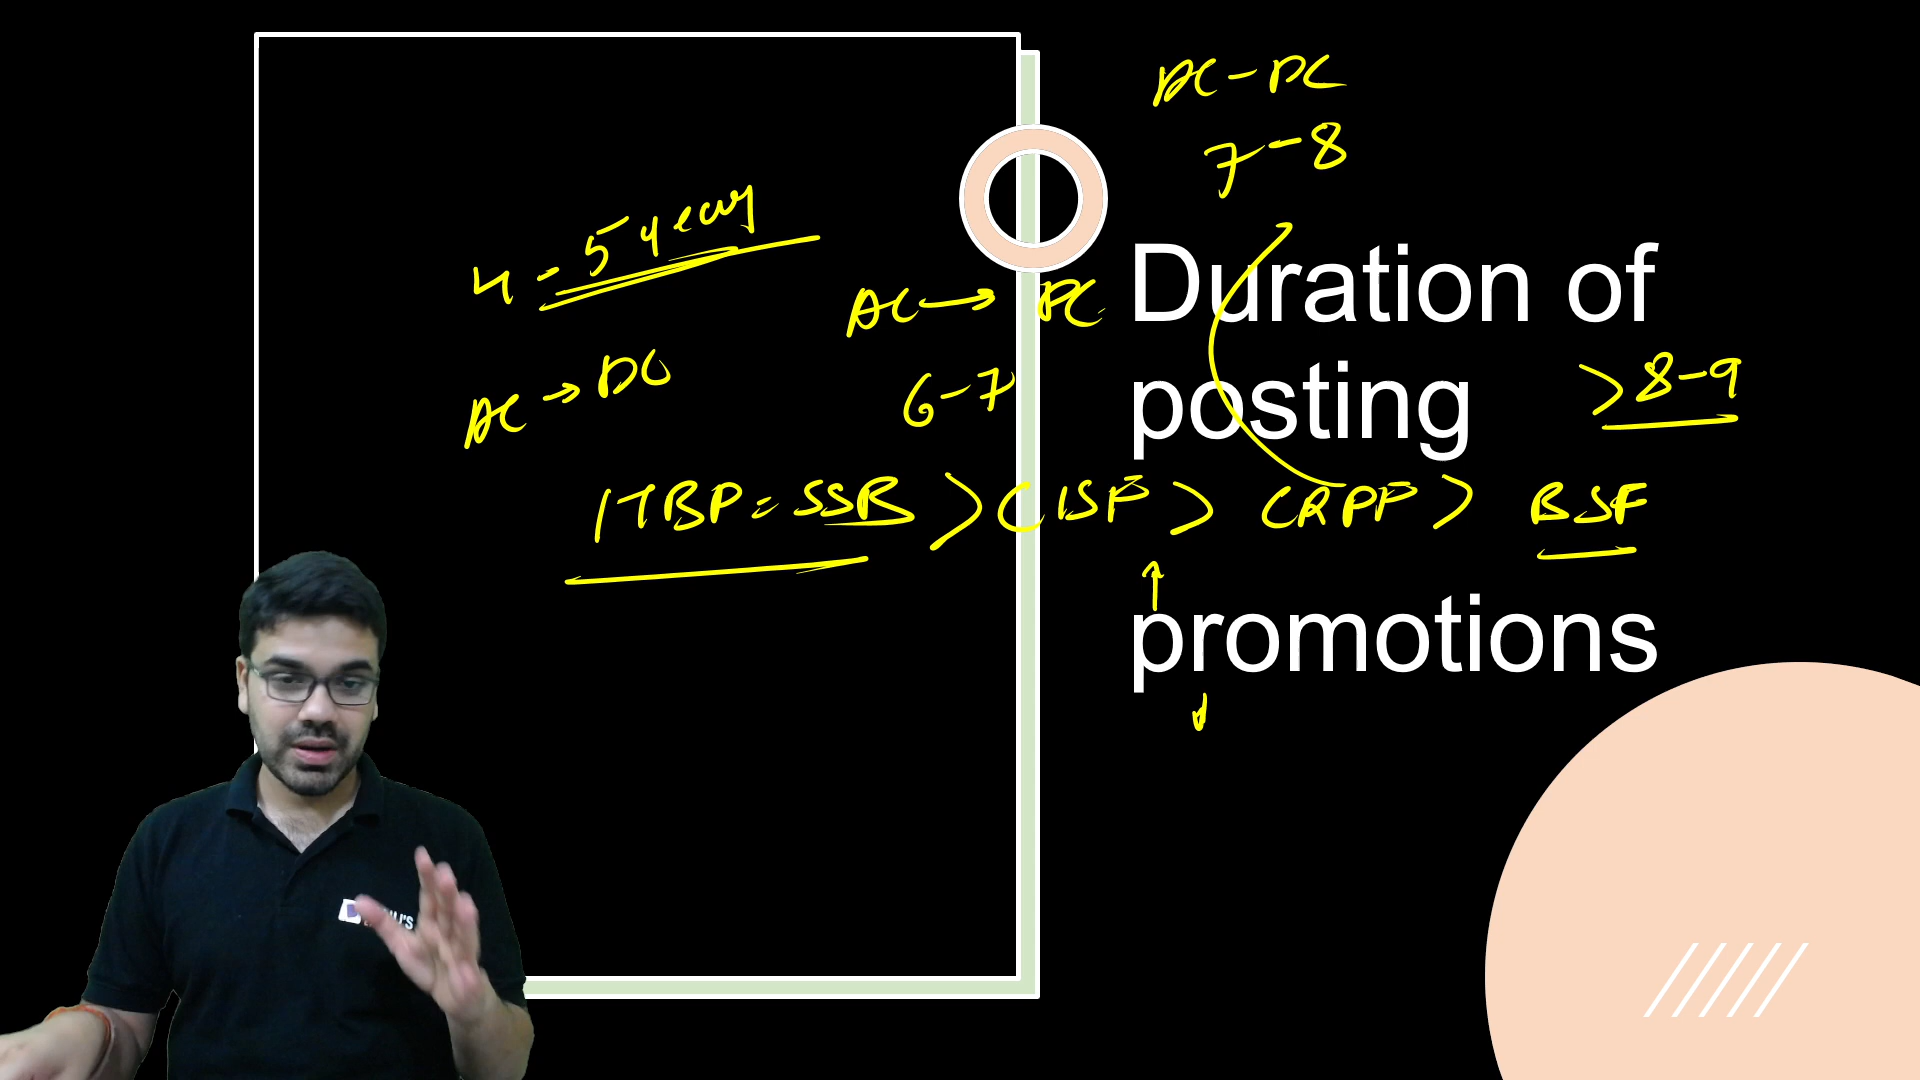 AC - DC
7-8
4 - 5 years
AC → DC
Duration of
AC → DC
6-7
posting
> 8-9
ITBP = SSB > CISF > CRPF > BSF
promotions